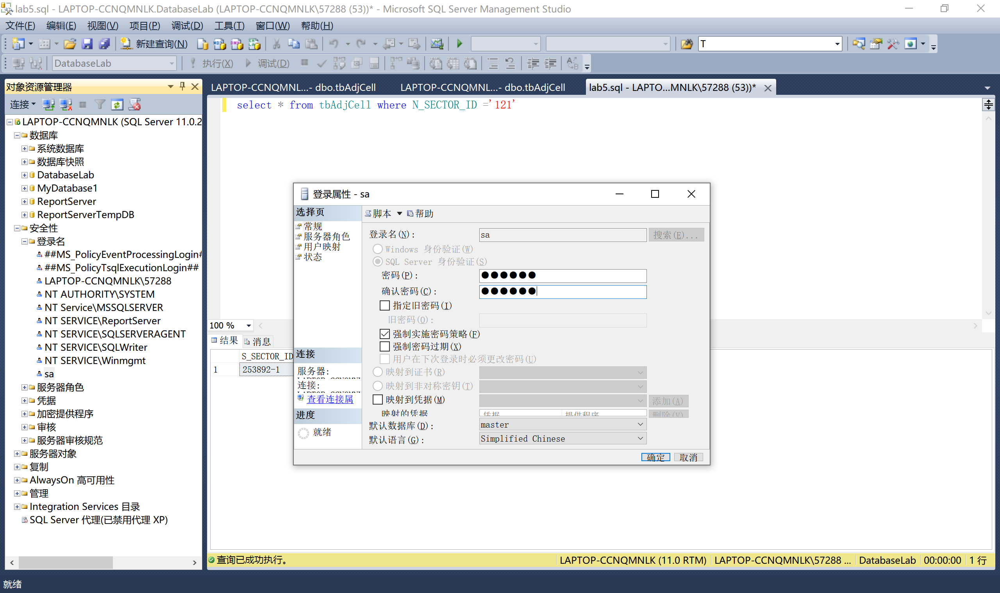 lab5.sql - LAPTOP-CCNQMNLK.DatabaseLab (LAPTOP-CCNQMNLK\57288 (53))* - Microsoft SQL Server Management Studio
文件(F) 编辑(E) 视图(V) 项目(P) 调试(D) 工具(T) 窗口(W) 帮助(H)
新建查询(N) T
DatabaseLab 执行(X) 调试(D)
对象资源管理器
连接
LAPTOP-CCNQMNLK (SQL Server 11.0.2
数据库
系统数据库
数据库快照
DatabaseLab
MyDatabase1
ReportServer
ReportServerTempDB
安全性
登录名
##MS_PolicyEventProcessingLogin#
##MS_PolicyTsqlExecutionLogin##
LAPTOP-CCNQMNLK\57288
NT AUTHORITY\SYSTEM
NT Service\MSSQLSERVER
NT SERVICE\ReportServer
NT SERVICE\SQLSERVERAGENT
NT SERVICE\SQLWriter
NT SERVICE\Winmgmt
sa
服务器角色
凭据
加密提供程序
审核
服务器审核规范
服务器对象
复制
AlwaysOn 高可用性
管理
Integration Services 目录
SQL Server 代理(已禁用代理 XP)
LAPTOP-CCNQMNL...- dbo.tbAdjCell LAPTOP-CCNQMNL...- dbo.tbAdjCell lab5.sql - LAPTO...MNLK\57288 (53))*
select * from tbAdjCell where N_SECTOR_ID ='121'
100 %
结果 消息
S_SECTOR_ID
1 253892-1
登录属性 - sa
选择页
常规
服务器角色
用户映射
状态
连接
服务器:
连接:
查看连接属
进度
就绪
脚本 帮助
登录名(N): sa 搜索(E)...
Windows 身份验证(W)
SQL Server 身份验证(S)
密码(P): ●●●●●●
确认密码(C): ●●●●●●
指定旧密码(I)
旧密码(O):
强制实施密码策略(F)
强制密码过期(X)
用户在下次登录时必须更改密码(U)
映射到证书(R)
映射到非对称密钥(T)
映射到凭据(M) 添加(A)
映射的凭据 凭据 提供程序 删除(V)
默认数据库(D): master
默认语言(G): Simplified Chinese
确定 取消
查询已成功执行。 LAPTOP-CCNQMNLK (11.0 RTM) LAPTOP-CCNQMNLK\57288 ... DatabaseLab 00:00:00 1 行
就绪